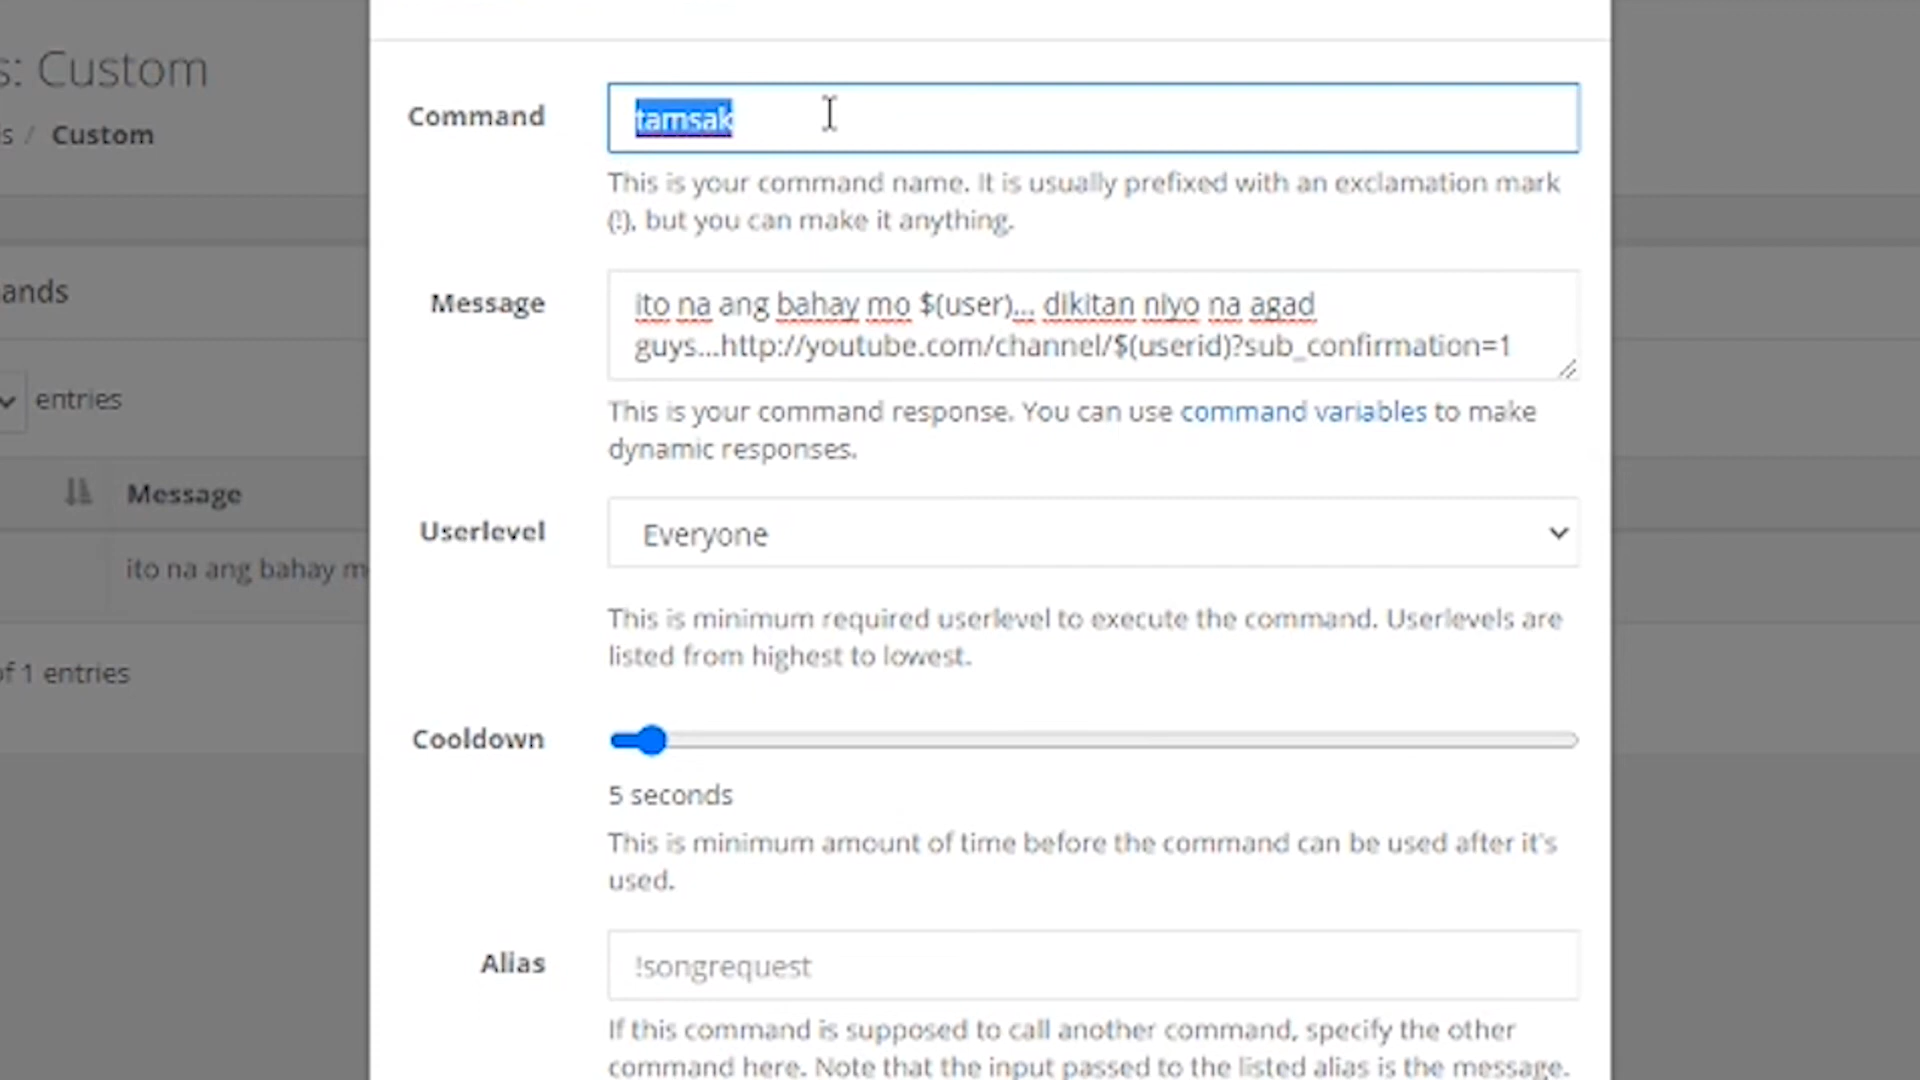 s: Custom
s / Custom
ands
entries
Message
ito na ang bahay m
of 1 entries
Command
tamsak
This is your command name. It is usually prefixed with an exclamation mark
(!), but you can make it anything.
Message
ito na ang bahay mo $(user)... dikitan niyo na agad
guys...http://youtube.com/channel/$(userid)?sub_confirmation=1
This is your command response. You can use command variables to make
dynamic responses.
Userlevel
Everyone
This is minimum required userlevel to execute the command. Userlevels are
listed from highest to lowest.
Cooldown
5 seconds
This is minimum amount of time before the command can be used after it's
used.
Alias
!songrequest
If this command is supposed to call another command, specify the other
command here. Note that the input passed to the listed alias is the message.